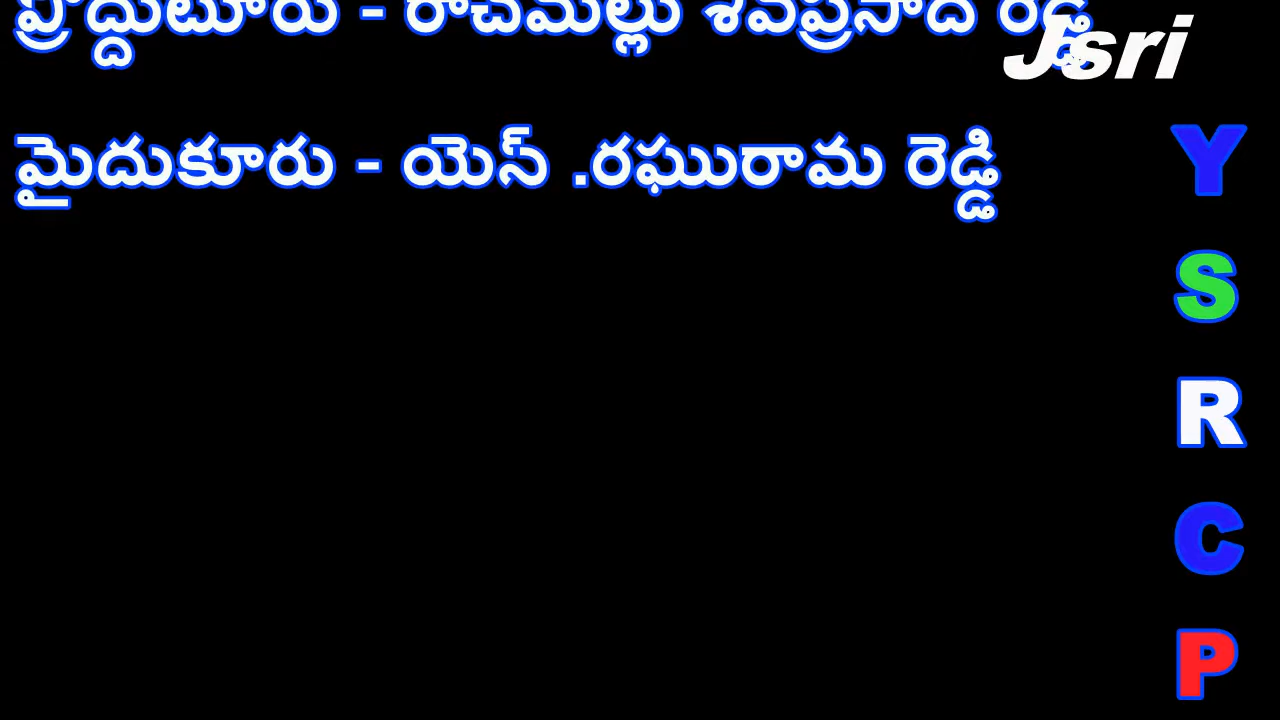 ప్రొద్దుటూరు - రాచమల్లు శివప్రసాద్ రెడ్డి
Jsri
మైదుకూరు - యెస్ .రఘురామ రెడ్డి
Y
S
R
C
P